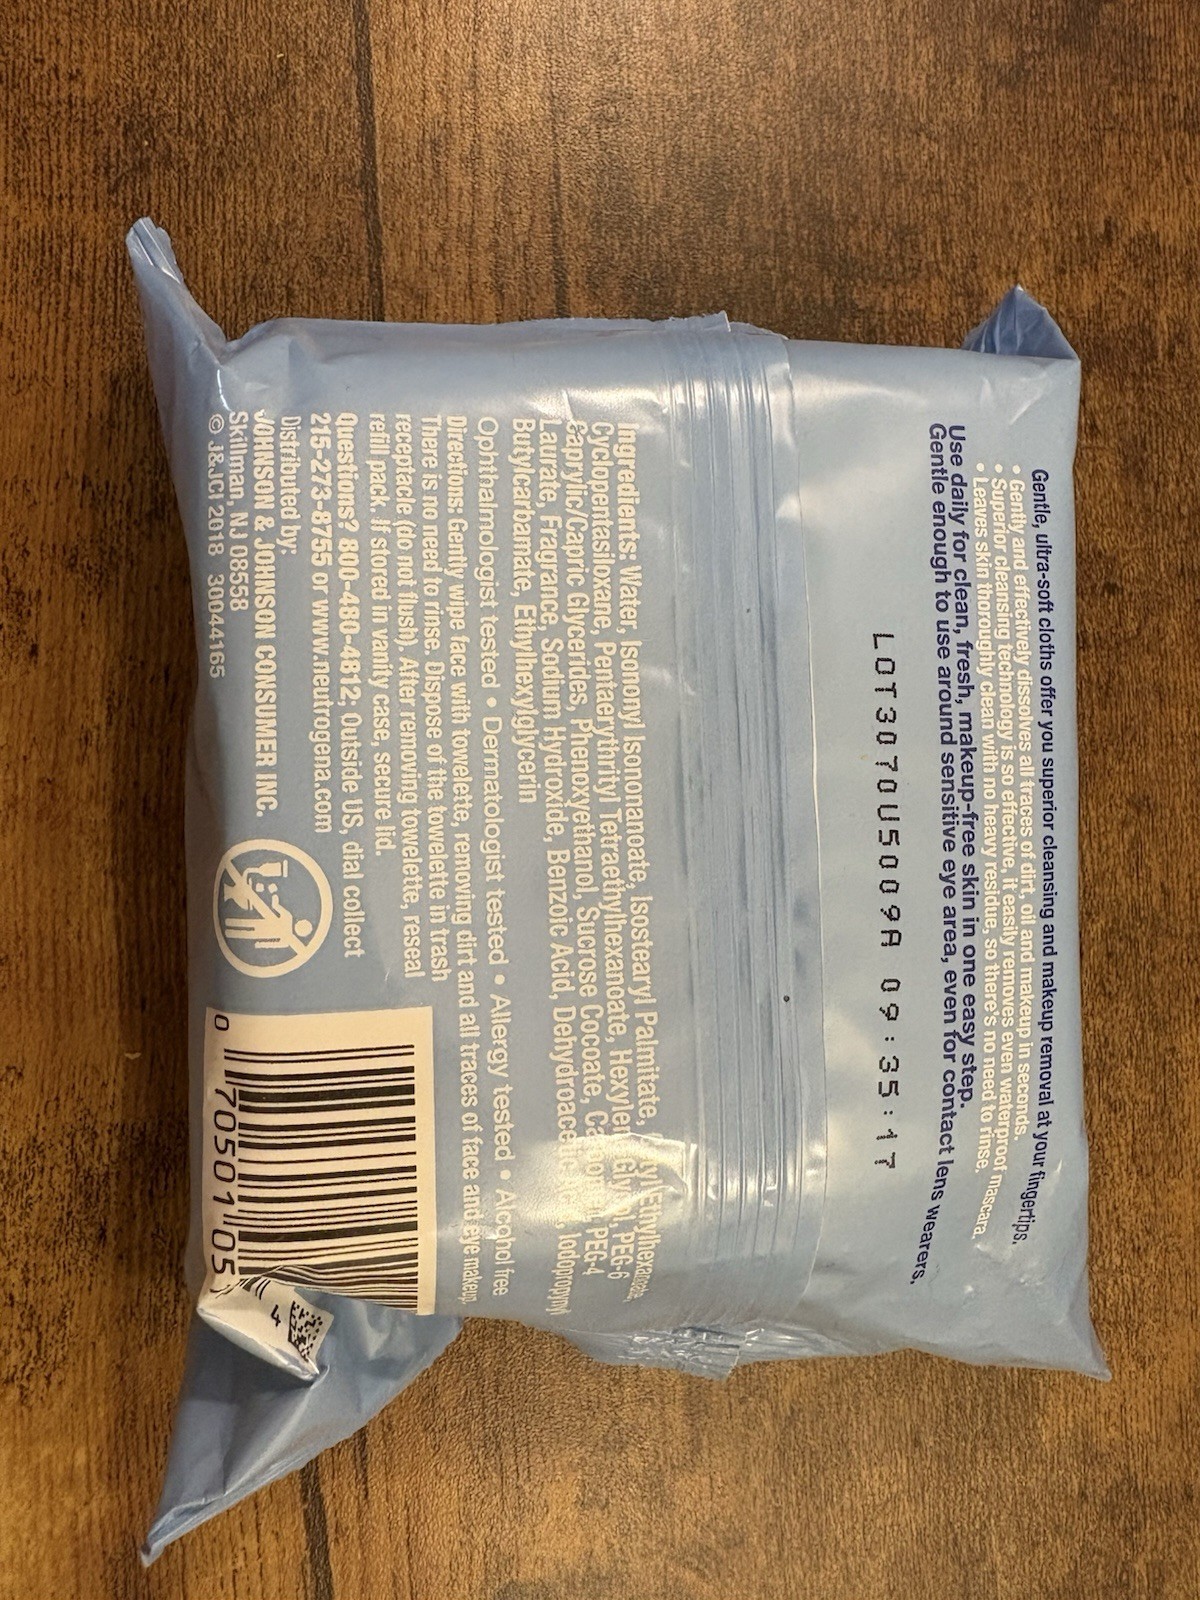 Gentle, ultra-soft cloths offer you superior cleansing and makeup removal at your fingertips.
• Gently and effectively dissolves all traces of dirt, oil and makeup in seconds.
• Superior cleansing technology is so effective, it easily removes even waterproof mascara.
• Leaves skin thoroughly clean with no heavy residue, so there's no need to rinse.
Use daily for clean, fresh, makeup-free skin in one easy step.
Gentle enough to use around sensitive eye area, even for contact lens wearers.
LOT3070U5009A 09:35:17
Ingredients: Water, Isononyl Isononanoate, Isostearyl Palmitate,
Cyclopentasiloxane, Pentaerythrityl Tetraethylhexanoate, PEG-6
Caprylic/Capric Glycerides, Phenoxyethanol, Sucrose Cocoate, PEG-4
Laurate, Fragrance, Sodium Hydroxide, Benzoic Acid, Iodopropynyl
Butylcarbamate, Ethylhexylglycerin
Ophthalmologist tested • Dermatologist tested • Allergy tested • Alcohol free
Directions: Gently wipe face with towelette, removing dirt and all traces of face and eye makeup.
There is no need to rinse. Dispose of the towelette in trash
receptacle (do not flush). After removing towelette, reseal
refill pack. If stored in vanity case, secure lid.
Questions? 800-480-4812; Outside US, dial collect
215-273-8755 or www.neutrogena.com
Distributed by:
JOHNSON & JOHNSON CONSUMER INC.
Skillman, NJ 08558
© J&JCI 2018 30044165
0 70501 05
4